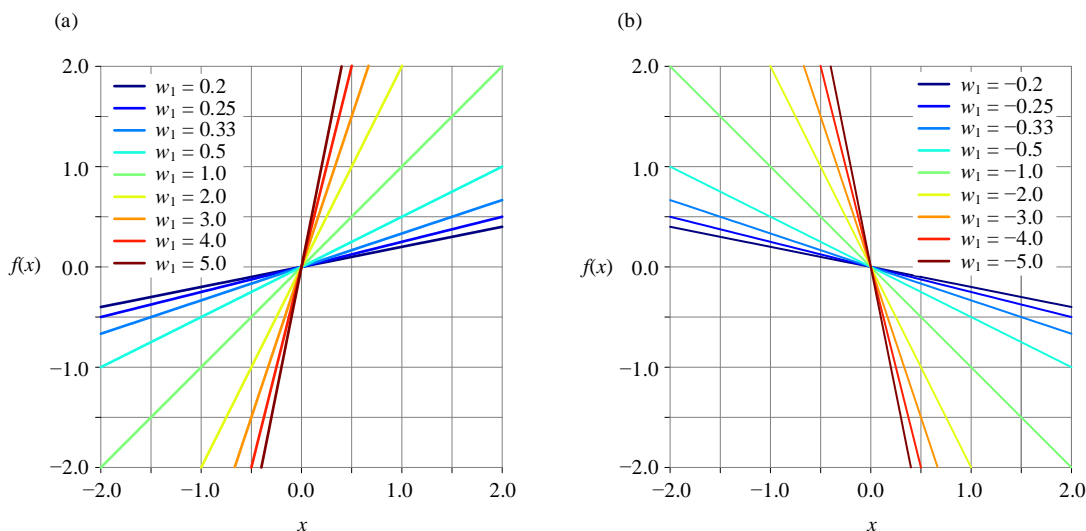 (a)
2.0
1.0
f(x)
0.0
−1.0
−2.0
w₁ = 0.2
w₁ = 0.25
w₁ = 0.33
w₁ = 0.5
w₁ = 1.0
w₁ = 2.0
w₁ = 3.0
w₁ = 4.0
w₁ = 5.0
−2.0 −1.0 0.0 1.0 2.0
x
(b)
2.0
1.0
f(x)
0.0
−1.0
−2.0
w₁ = −0.2
w₁ = −0.25
w₁ = −0.33
w₁ = −0.5
w₁ = −1.0
w₁ = −2.0
w₁ = −3.0
w₁ = −4.0
w₁ = −5.0
−2.0 −1.0 0.0 1.0 2.0
x